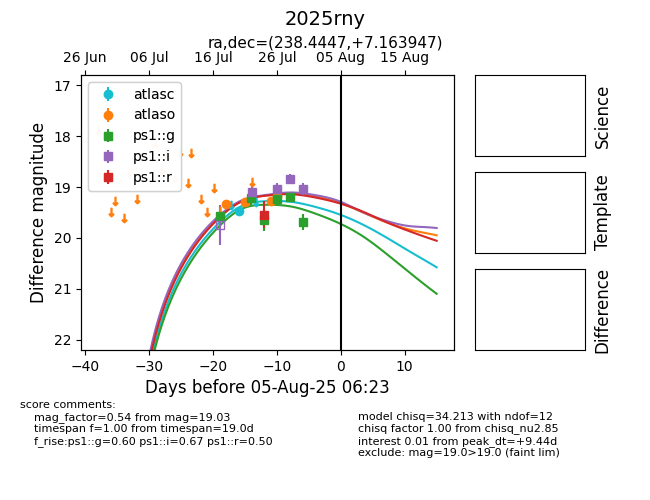 2025rny
ra,dec=(238.4447,+7.163947)
26 Jun 06 Jul 16 Jul 26 Jul 05 Aug 15 Aug
17
18
19
20
21
22
Difference magnitude
atlasc
atlaso
ps1::g
ps1::i
ps1::r
−40 −30 −20 −10 0 10
Days before 05-Aug-25 06:23
Science
Template
Difference
score comments:
mag_factor=0.54 from mag=19.03
timespan f=1.00 from timespan=19.0d
f_rise:ps1::g=0.60 ps1::i=0.67 ps1::r=0.50
model chisq=34.213 with ndof=12
chisq factor 1.00 from chisq_nu2.85
interest 0.01 from peak_dt=+9.44d
exclude: mag=19.0>19.0 (faint lim)